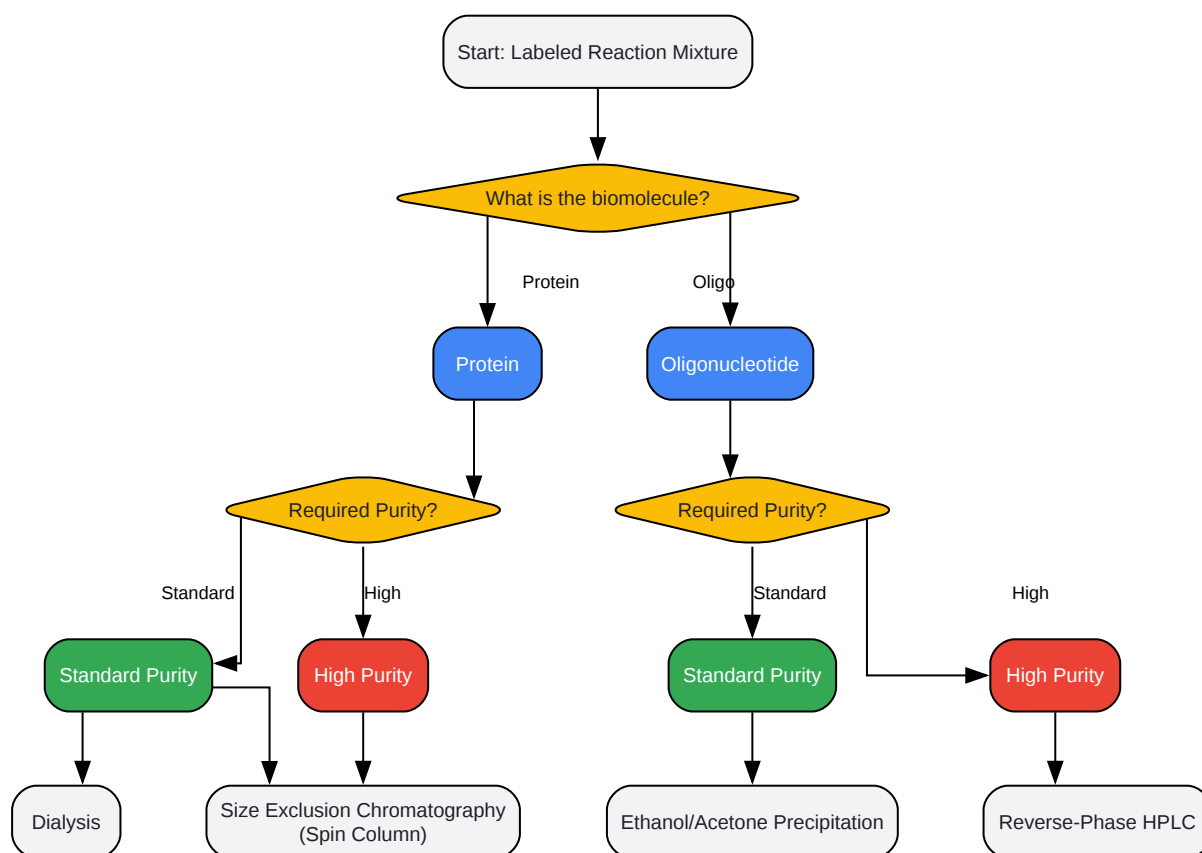 Start: Labeled Reaction Mixture
What is the biomolecule?
Protein
Oligo
Protein
Oligonucleotide
Required Purity?
Required Purity?
Standard
High
Standard
High
Standard Purity
High Purity
Standard Purity
High Purity
Dialysis
Size Exclusion Chromatography
(Spin Column)
Ethanol/Acetone Precipitation
Reverse-Phase HPLC